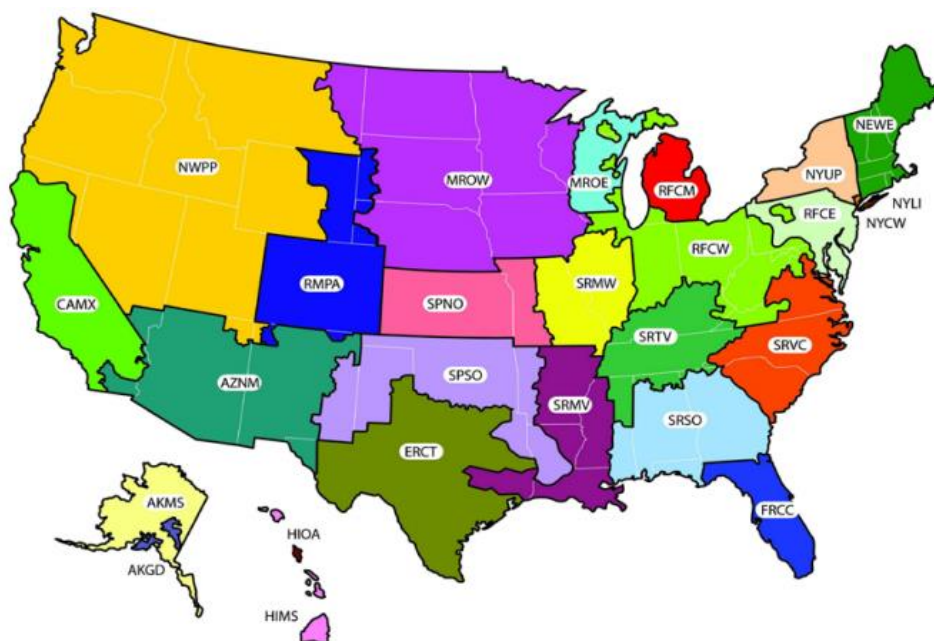 NEWE
NWPP
MROW
NYUP
MROE
RFCM
NYLI
RFCE
NYCW
RFCW
RMPA
SRMW
CAMX
SPNO
SRTV
SRVC
SPSO
AZNM
SRMV
SRSO
ERCT
AKMS
HIOA
FRCC
AKGD
HIMS